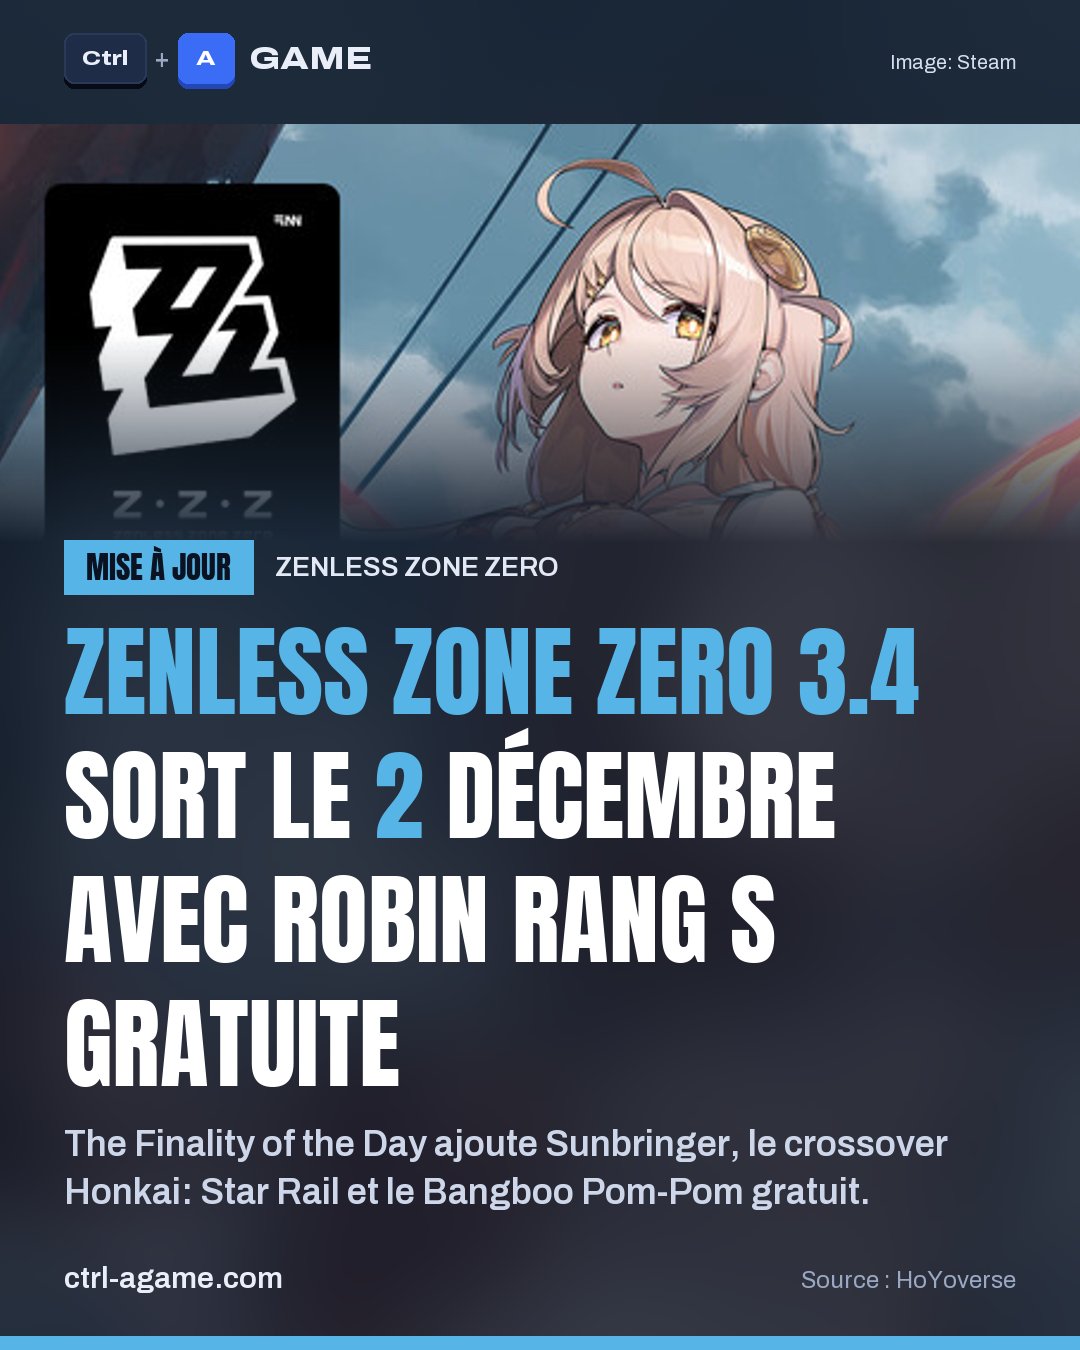 Ctrl + A GAME
Image: Steam
Z·Z·Z
MISE À JOUR
ZENLESS ZONE ZERO
ZENLESS ZONE ZERO 3.4
SORT LE 2 DÉCEMBRE
AVEC ROBIN RANG S
GRATUITE
The Finality of the Day ajoute Sunbringer, le crossover
Honkai: Star Rail et le Bangboo Pom-Pom gratuit.
ctrl-agame.com
Source : HoYoverse